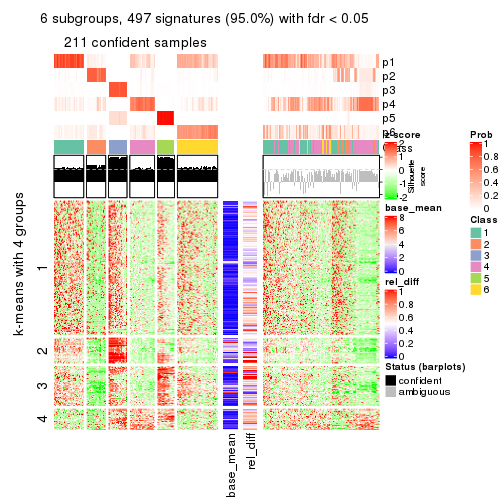 6 subgroups, 497 signatures (95.0%) with fdr < 0.05
211 confident samples
p1
p2
p3
p4
p5
p6
Class
Silhouette
score
k-means with 4 groups
1
2
3
4
base_mean
rel_diff
z-score
2
1
0
-1
-2
base_mean
8
6
4
2
0
rel_diff
1
0.8
0.6
0.4
0.2
0
Status (barplots)
confident
ambiguous
Prob
1
0.8
0.6
0.4
0.2
0
Class
1
2
3
4
5
6